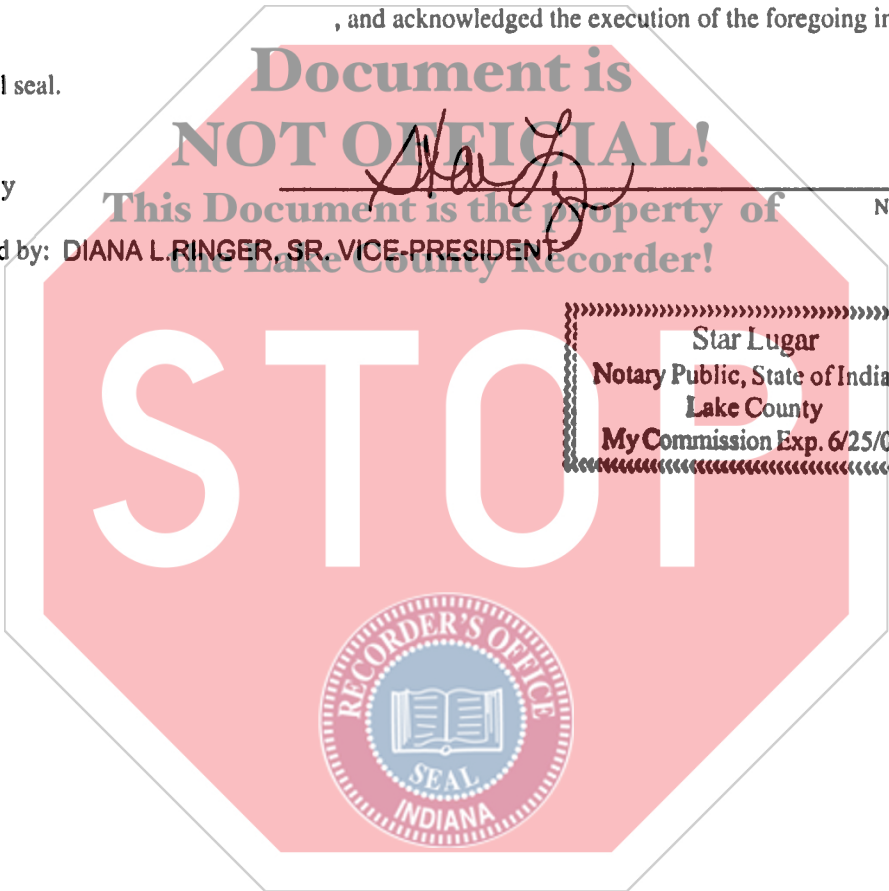 , and acknowledged the execution of the foregoing in
Document is
l seal.
NOT OFFICIAL!
y
This Document is the property of
N
d by: DIANA L.RINGER, SR. VICE-PRESIDENT
the Lake County Recorder!
Star Lugar
Notary Public, State of India
Lake County
My Commission Exp. 6/25/0
STOP
RECORDER'S OFFICE
SEAL
INDIANA